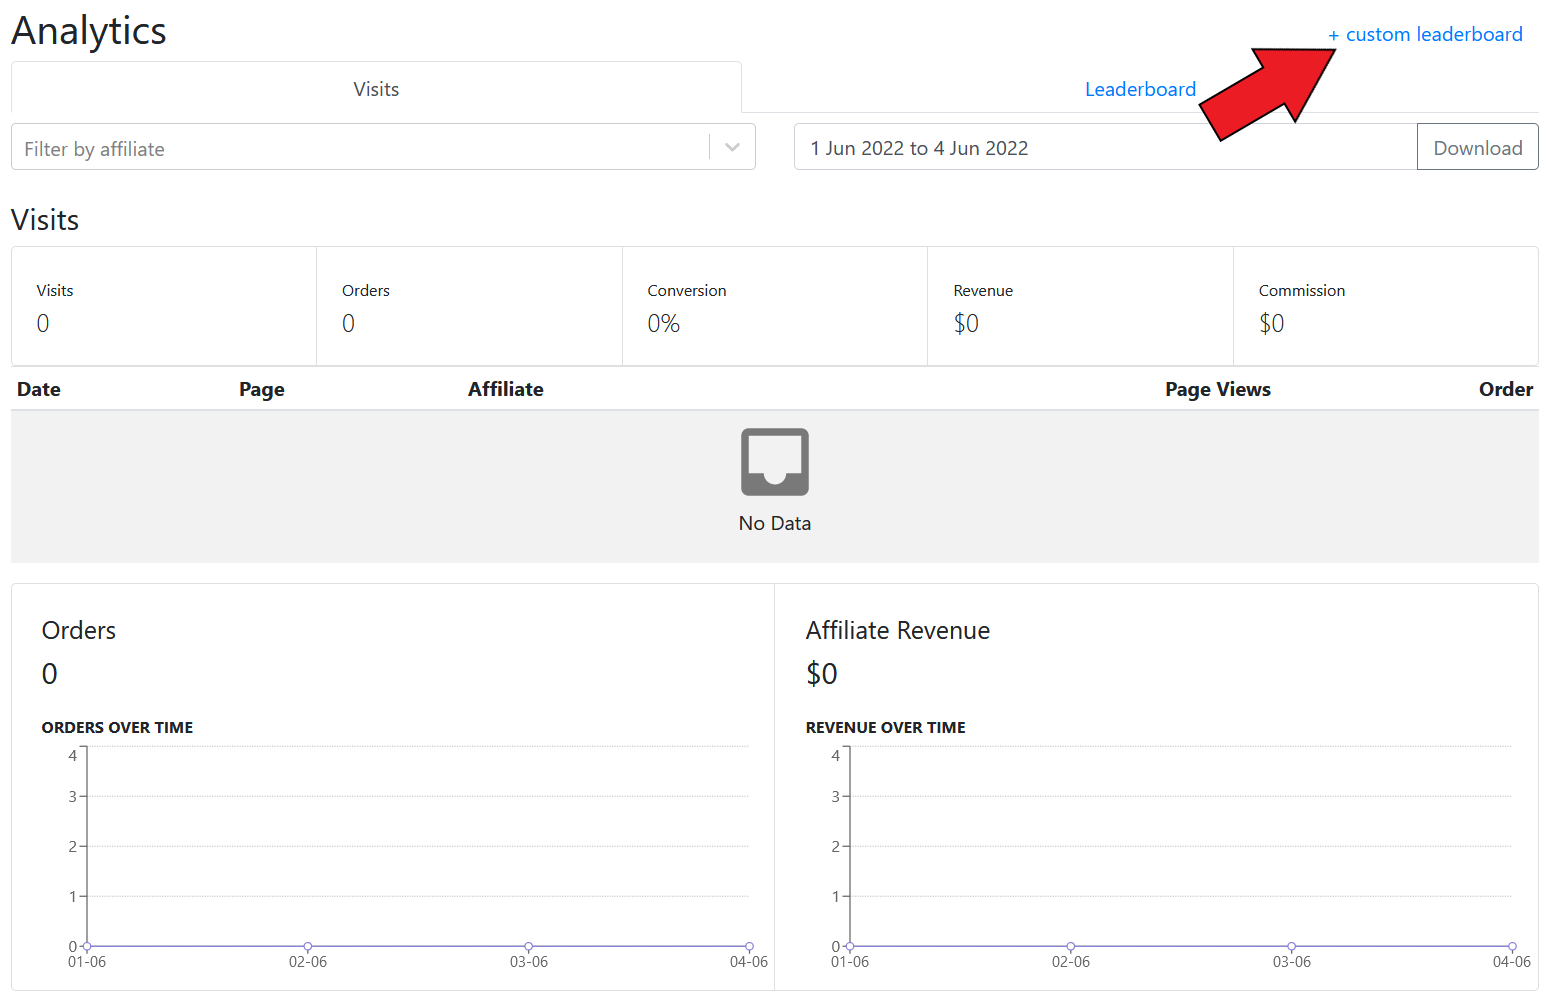 Analytics
+ custom leaderboard
Visits
Leaderboard
Filter by affiliate
1 Jun 2022 to 4 Jun 2022
Download
Visits
Visits
Orders
Conversion
Revenue
Commission
0
0
0%
$0
$0
Date Page Affiliate Page Views Order
No Data
Orders
0
ORDERS OVER TIME
4
3
2
1
0
01-06 02-06 03-06 04-06
Affiliate Revenue
$0
REVENUE OVER TIME
4
3
2
1
0
01-06 02-06 03-06 04-06